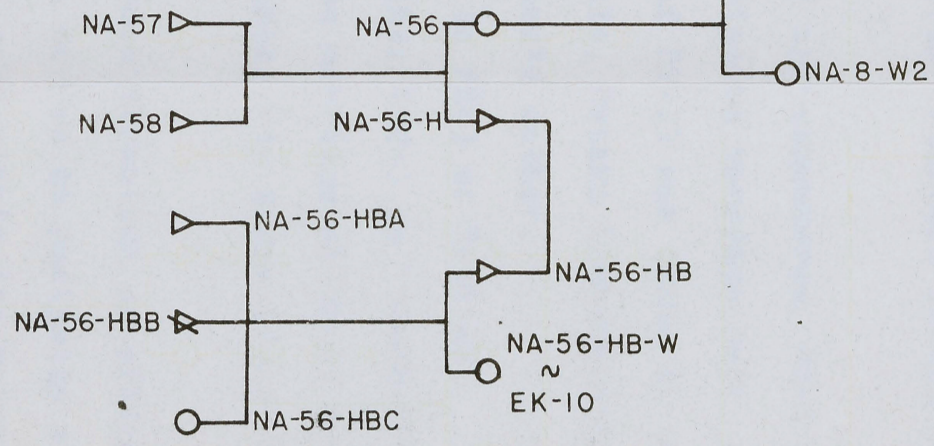 NA-57
NA-56
NA-8-W2
NA-58
NA-56-H
NA-56-HBA
NA-56-HB
NA-56-HBB
NA-56-HB-W
~
EK-10
NA-56-HBC